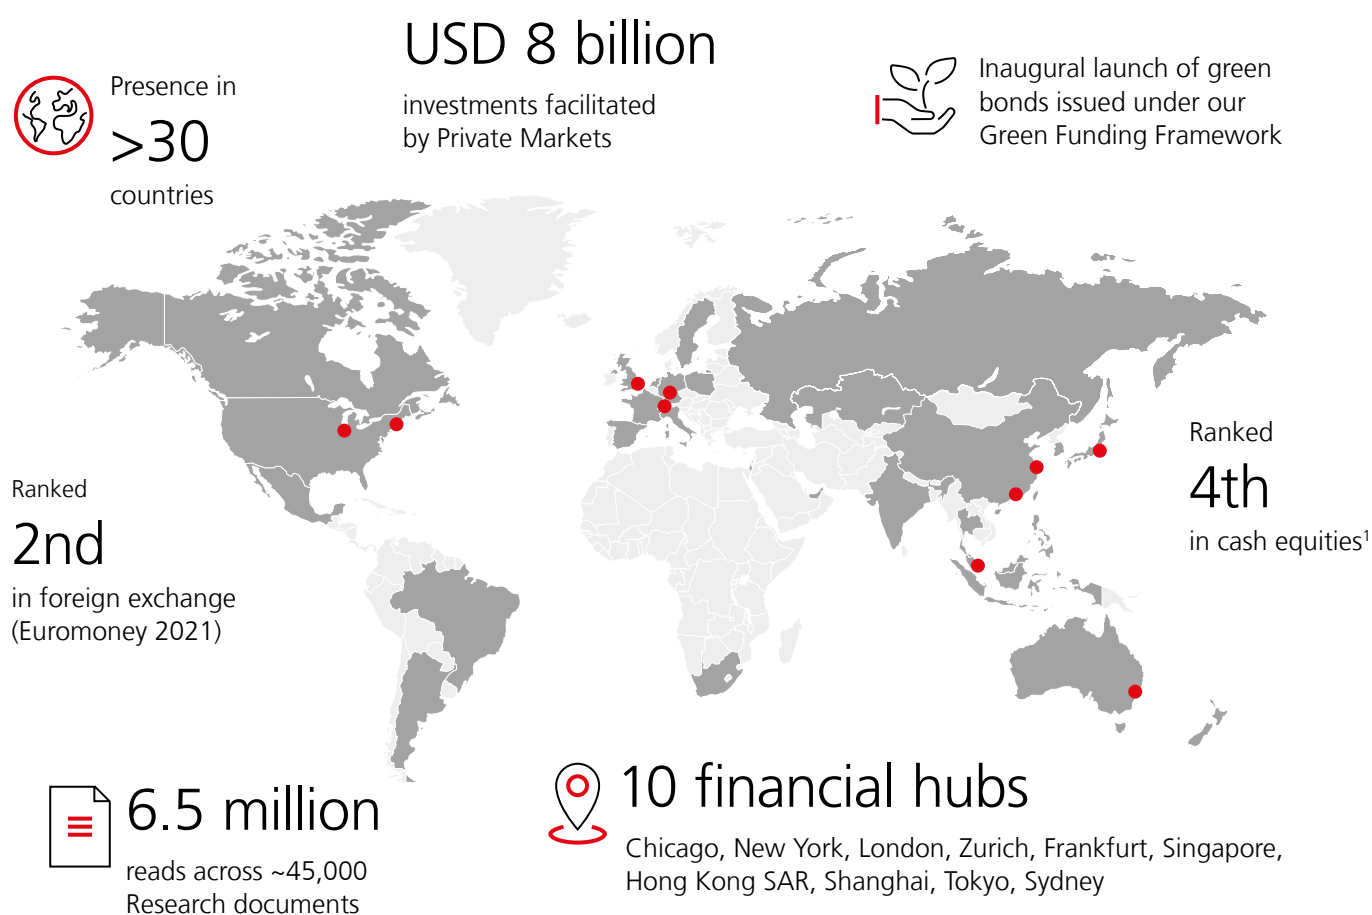 USD 8 billion
investments facilitated
by Private Markets
Presence in
>30
countries
Inaugural launch of green
bonds issued under our
Green Funding Framework
Ranked
2nd
in foreign exchange
(Euromoney 2021)
Ranked
4th
in cash equities¹
6.5 million
reads across ~45,000
Research documents
10 financial hubs
Chicago, New York, London, Zurich, Frankfurt, Singapore,
Hong Kong SAR, Shanghai, Tokyo, Sydney